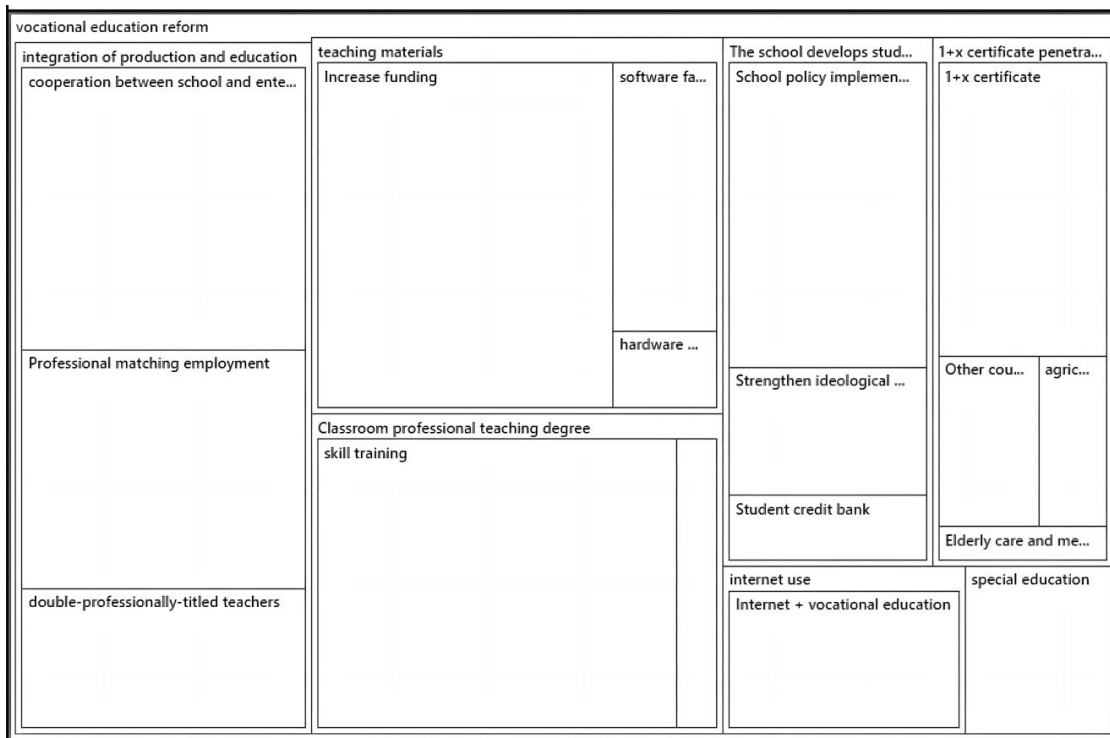 vocational education reform
integration of production and education
cooperation between school and ente...
Professional matching employment
double-professionally-titled teachers
teaching materials
Increase funding
software fa...
hardware ...
Classroom professional teaching degree
skill training
The school develops stud...
School policy implemen...
Strengthen ideological ...
Student credit bank
1+x certificate penetra...
1+x certificate
Other cou...
agric...
Elderly care and me...
internet use
Internet + vocational education
special education